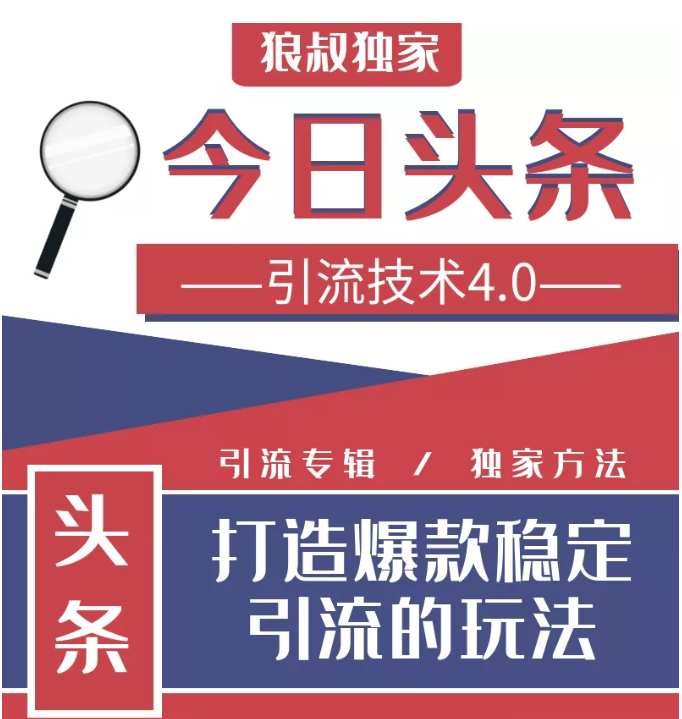 狼叔独家
今日头条
——引流技术4.0——
引流专辑 / 独家方法
头条
打造爆款稳定
引流的玩法